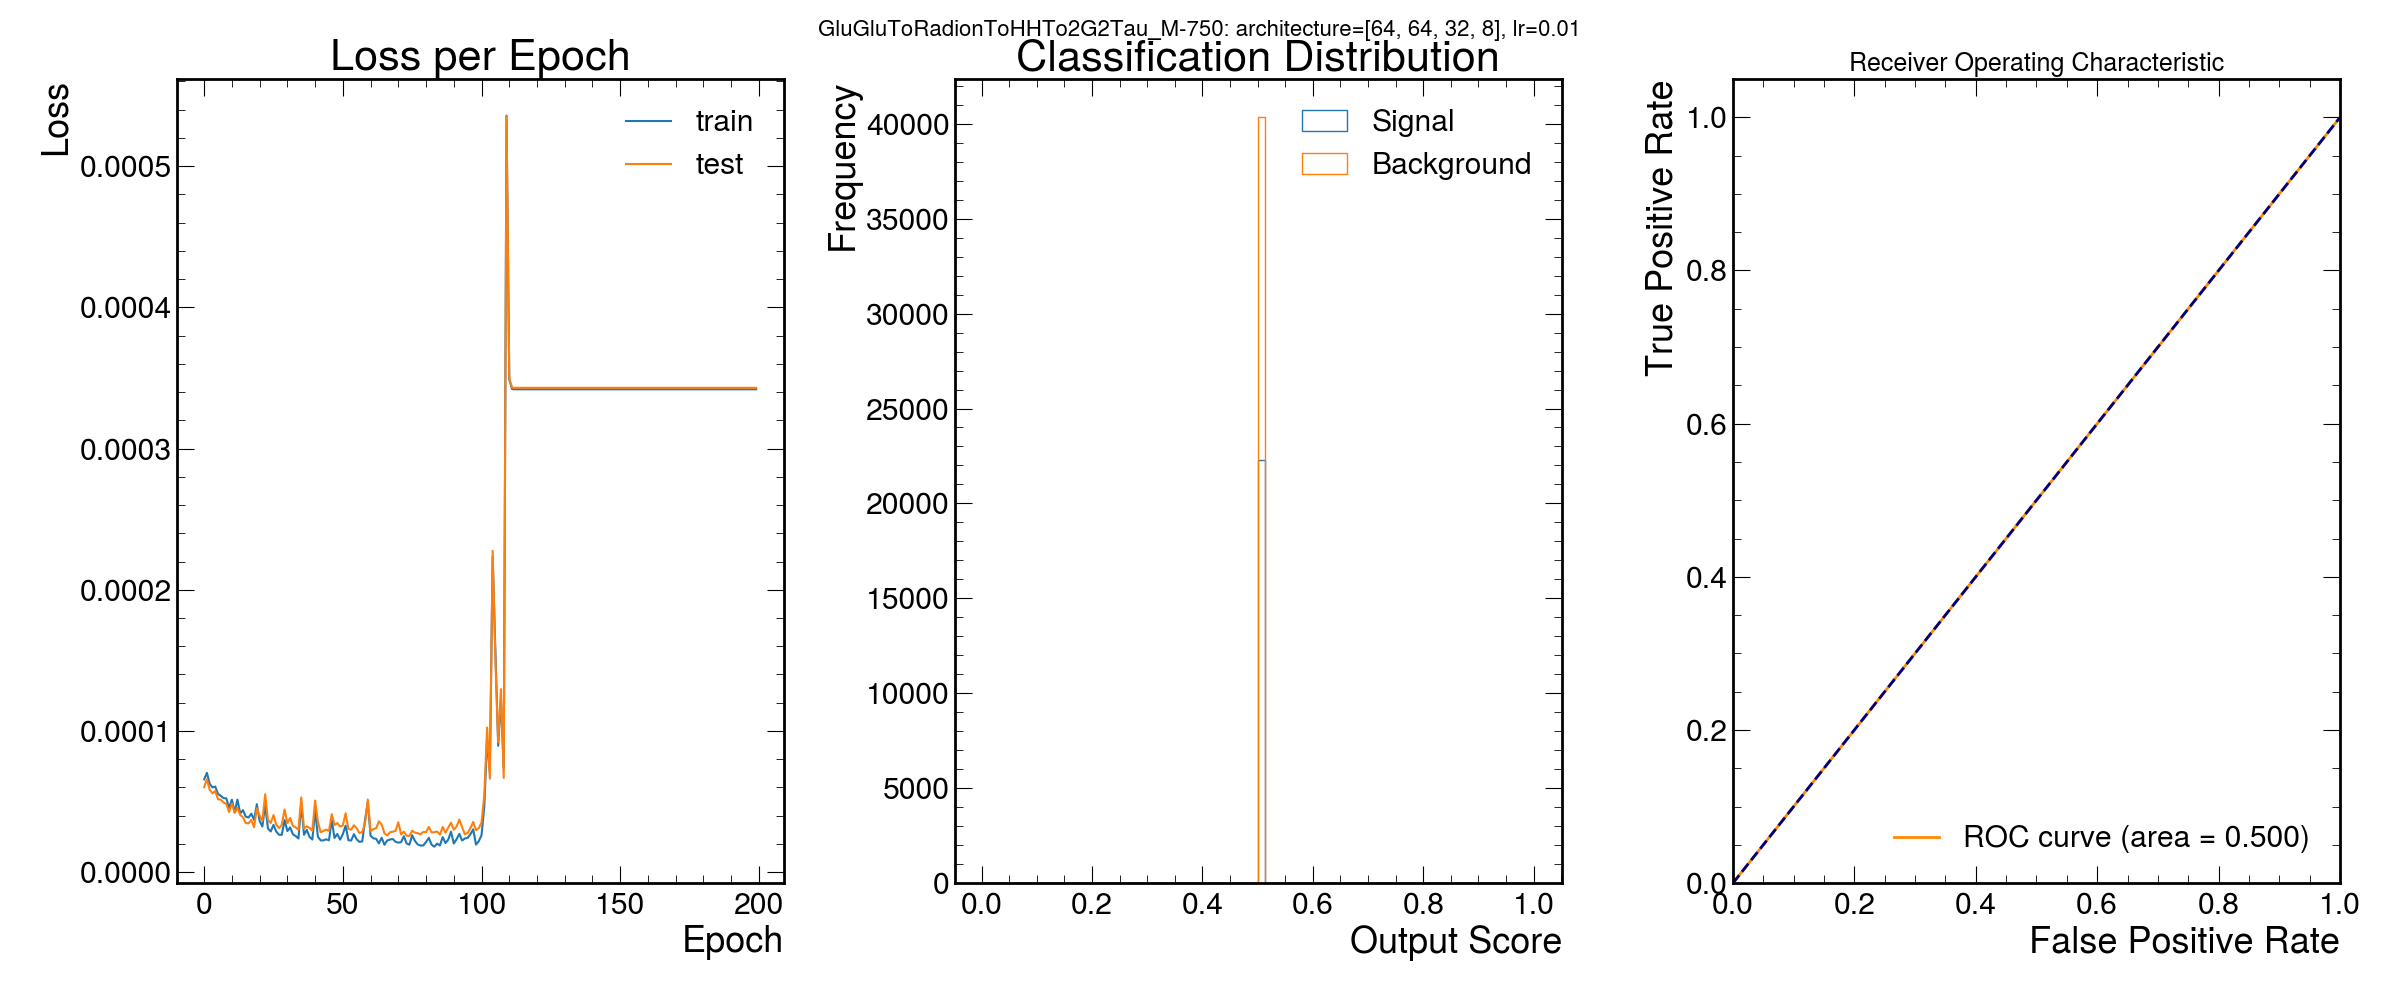 GluGluToRadionToHHTo2G2Tau_M-750: architecture=[64, 64, 32, 8], lr=0.01
Loss per Epoch
Loss
0.0005
0.0004
0.0003
0.0002
0.0001
0.0000
train
test
0 50 100 150 200
Epoch
Classification Distribution
Frequency
40000
35000
30000
25000
20000
15000
10000
5000
0
Signal
Background
0.0 0.2 0.4 0.6 0.8 1.0
Output Score
Receiver Operating Characteristic
True Positive Rate
1.0
0.8
0.6
0.4
0.2
0.0
ROC curve (area = 0.500)
0.0 0.2 0.4 0.6 0.8 1.0
False Positive Rate